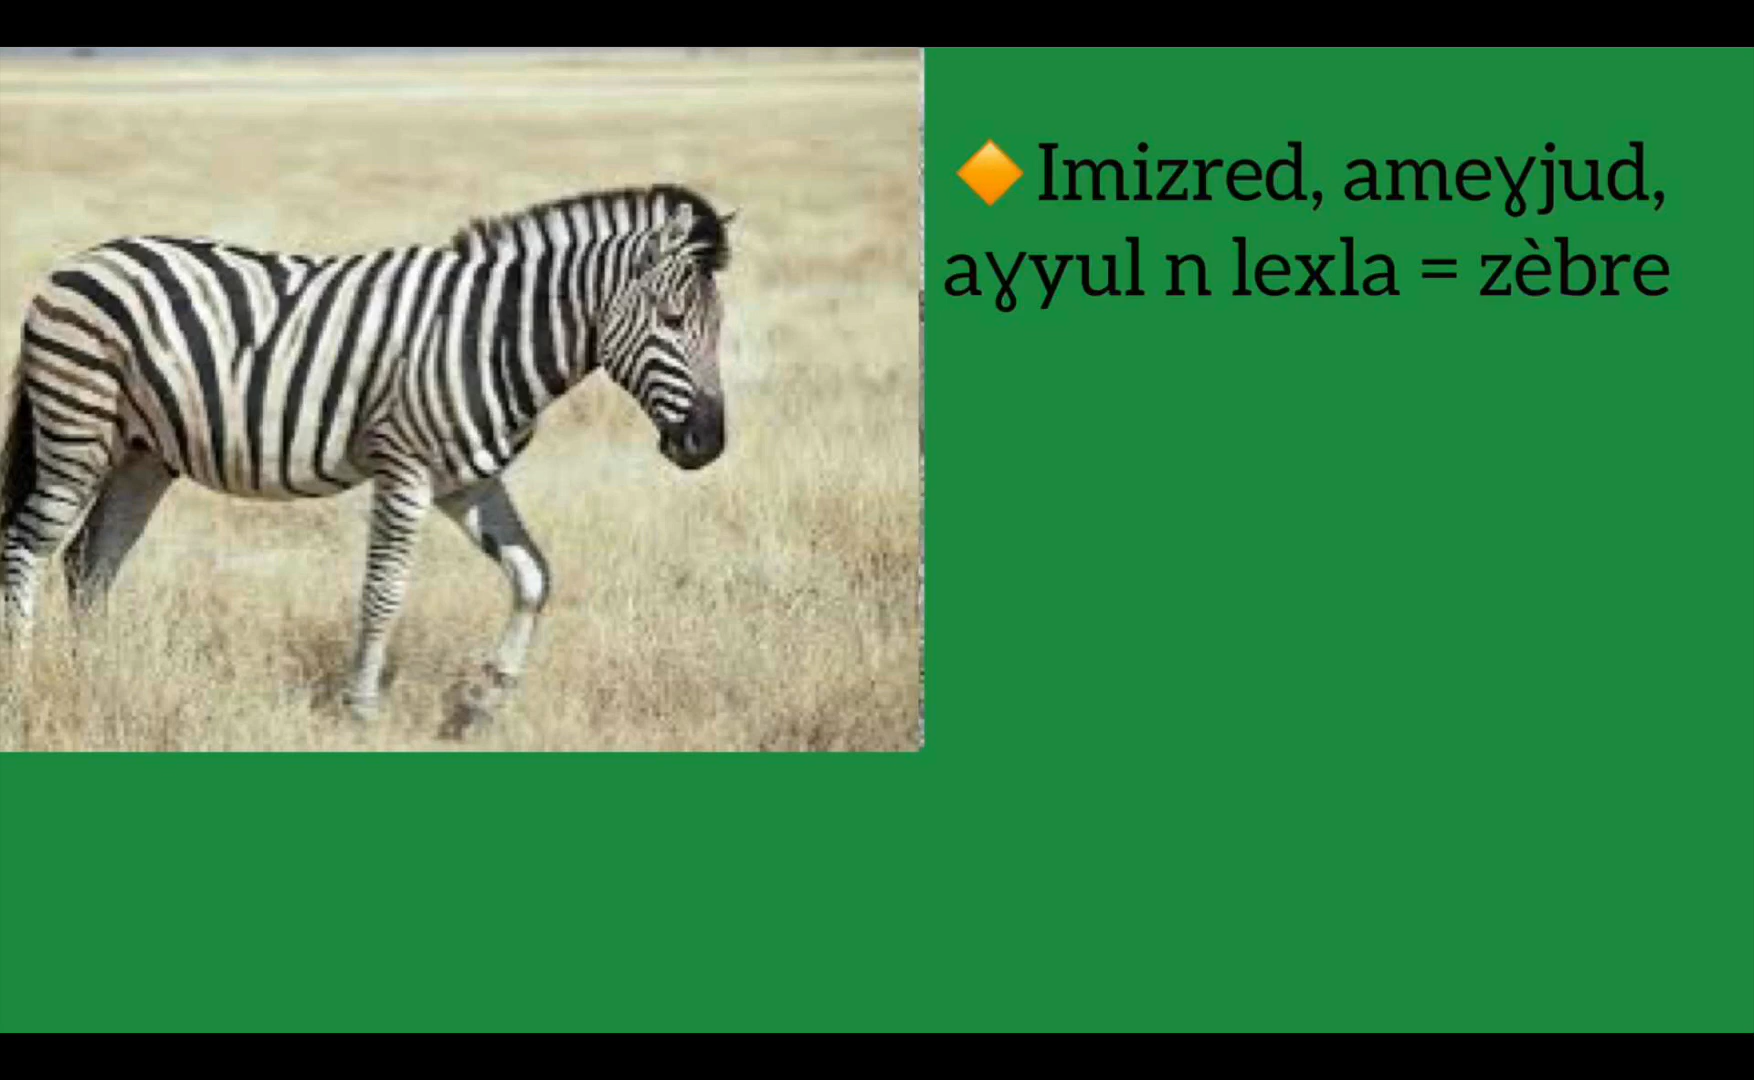 🔶 Imizred, ameɣjud,
aɣyul n lexla = zèbre